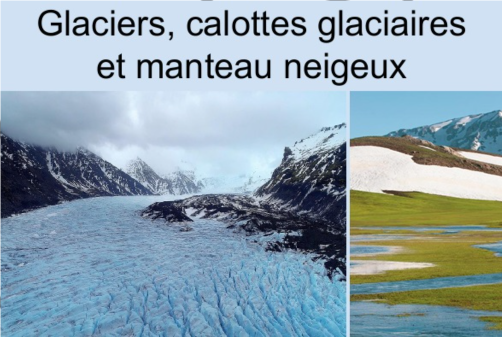 Glaciers, calottes glaciaires
et manteau neigeux